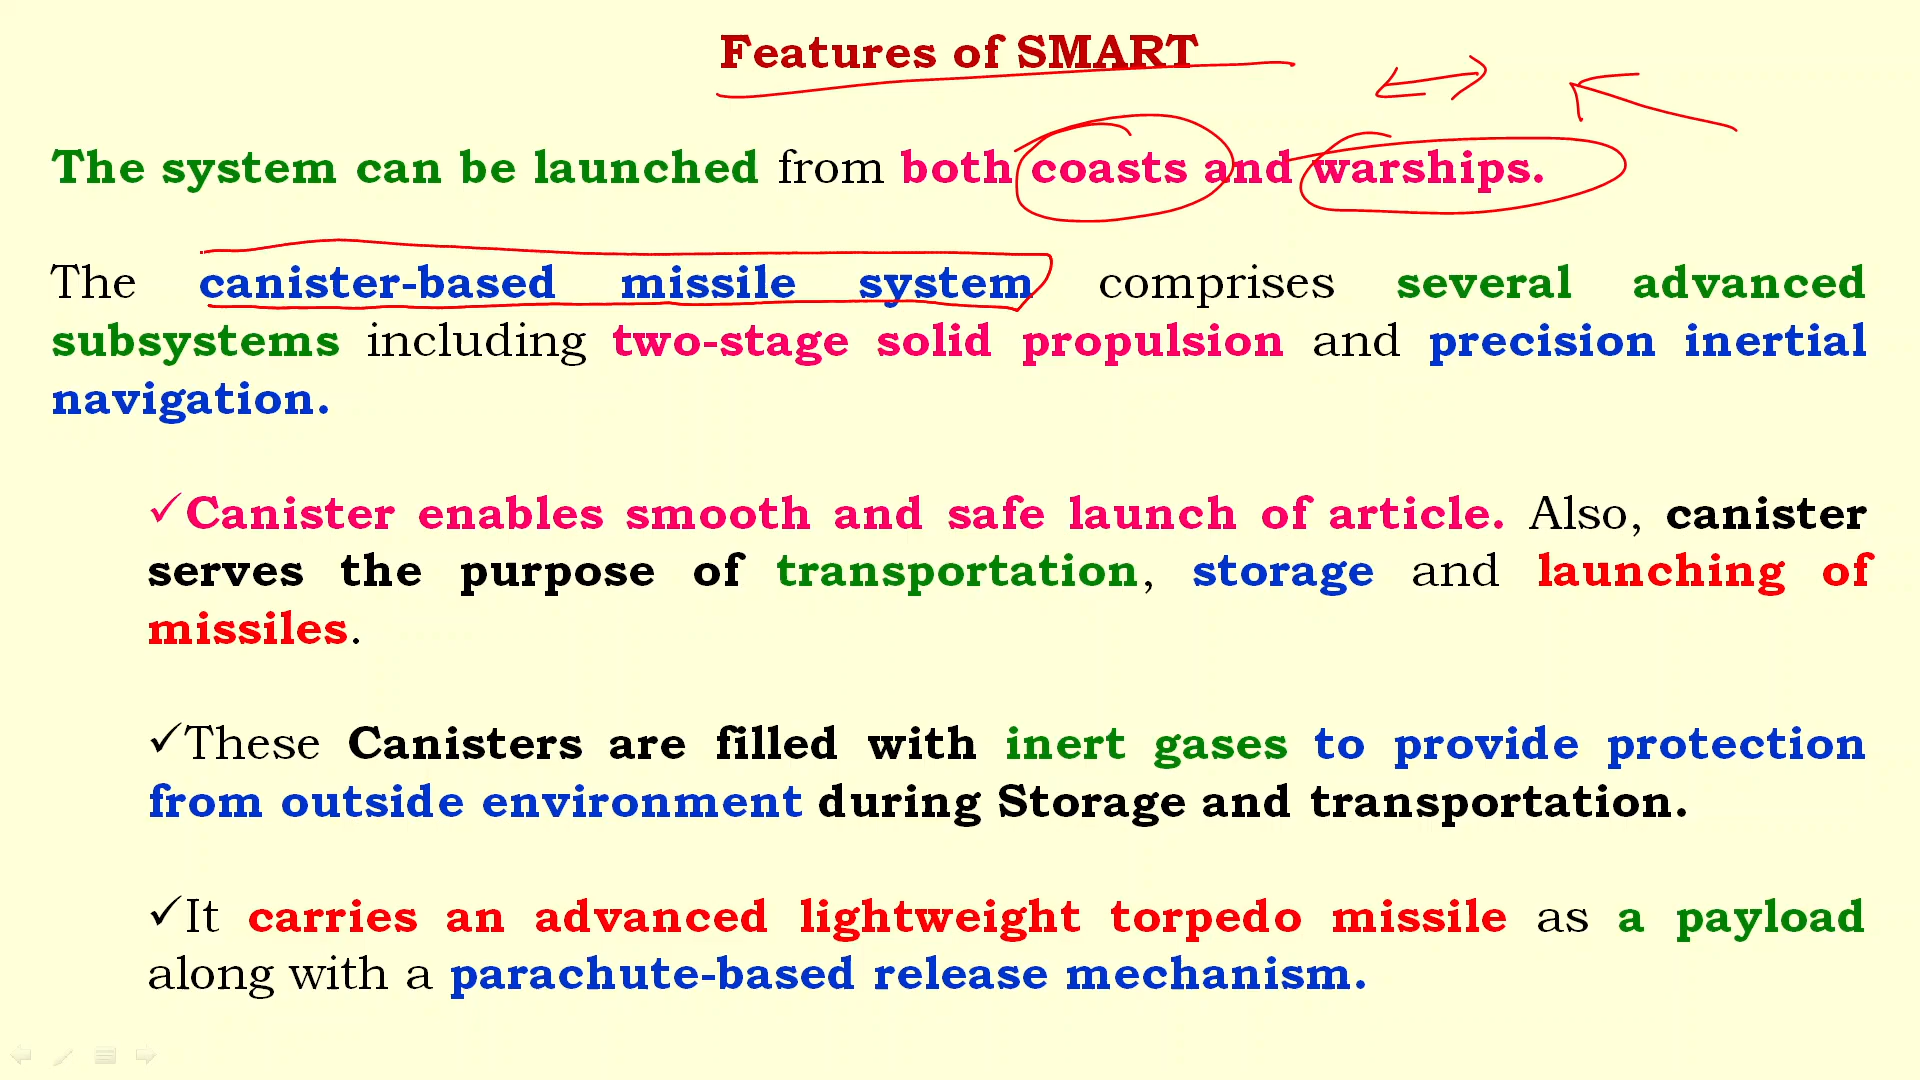 Features of SMART
The system can be launched from both coasts and warships.
The canister-based missile system comprises several advanced
subsystems including two-stage solid propulsion and precision inertial
navigation.
✓Canister enables smooth and safe launch of article. Also, canister
serves the purpose of transportation, storage and launching of
missiles.
✓These Canisters are filled with inert gases to provide protection
from outside environment during Storage and transportation.
✓It carries an advanced lightweight torpedo missile as a payload
along with a parachute-based release mechanism.